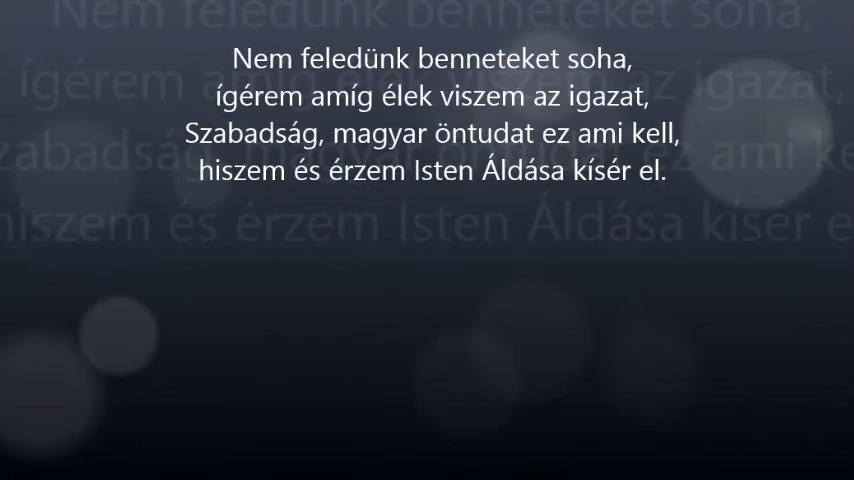 Nem feledünk benneteket soha,
ígérem amíg élek viszem az igazat,
Szabadság, magyar öntudat ez ami kell,
hiszem és érzem Isten Áldása kísér el.